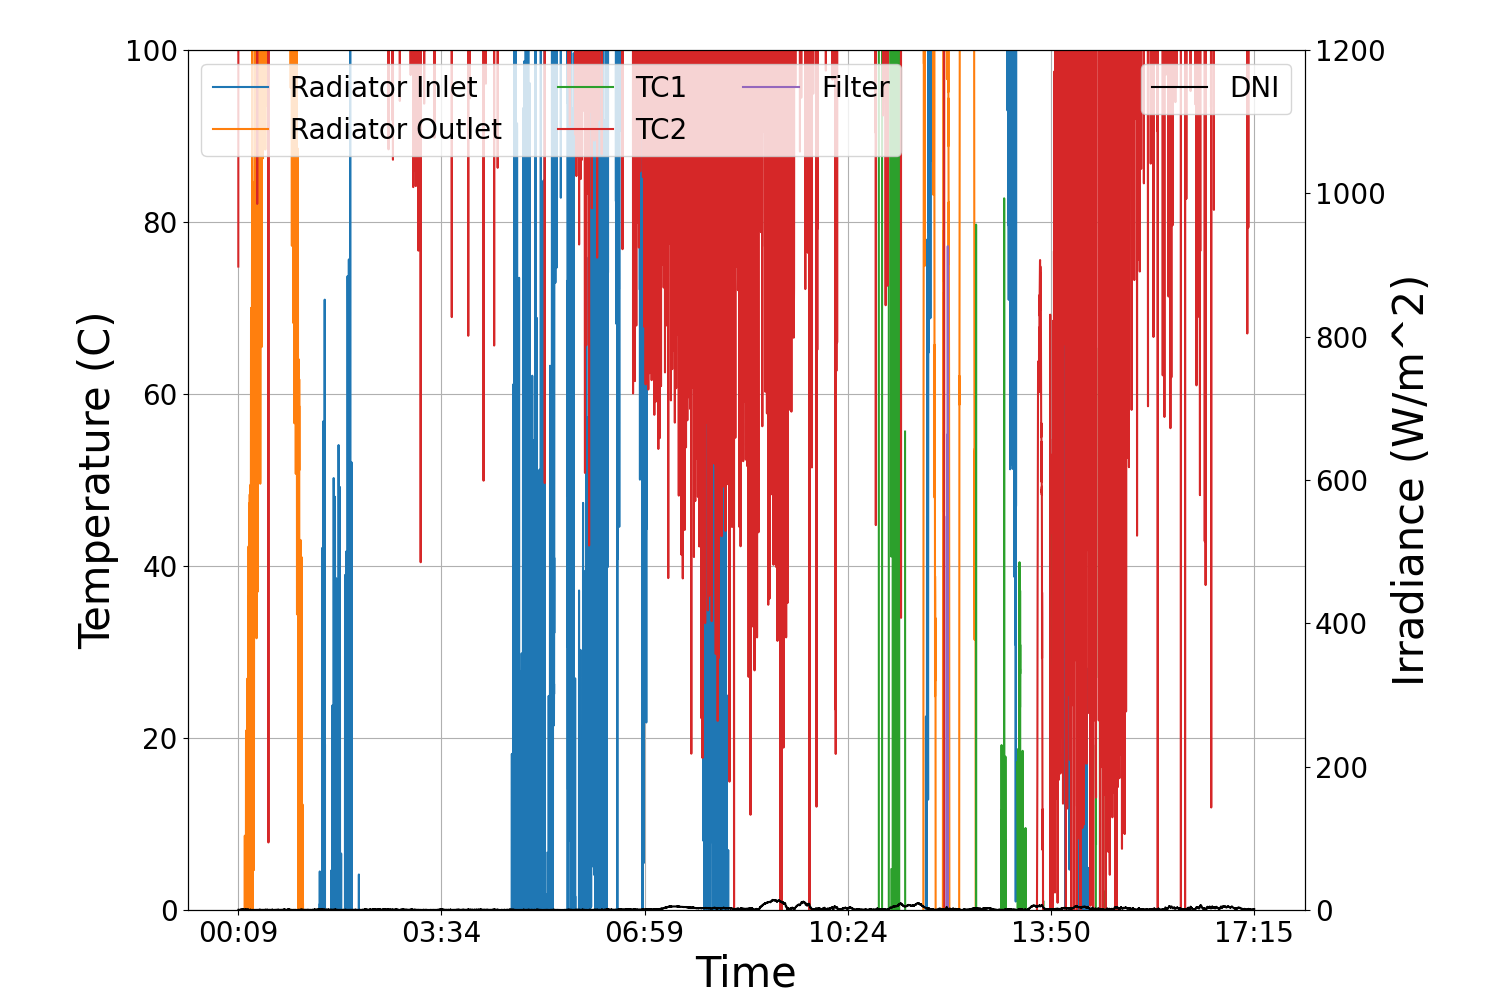 100
80
60
40
20
0
Temperature (C)
Radiator Inlet
Radiator Outlet
TC1
TC2
Filter
DNI
1200
1000
800
600
400
200
0
Irradiance (W/m^2)
00:09 03:34 06:59 10:24 13:50 17:15
Time